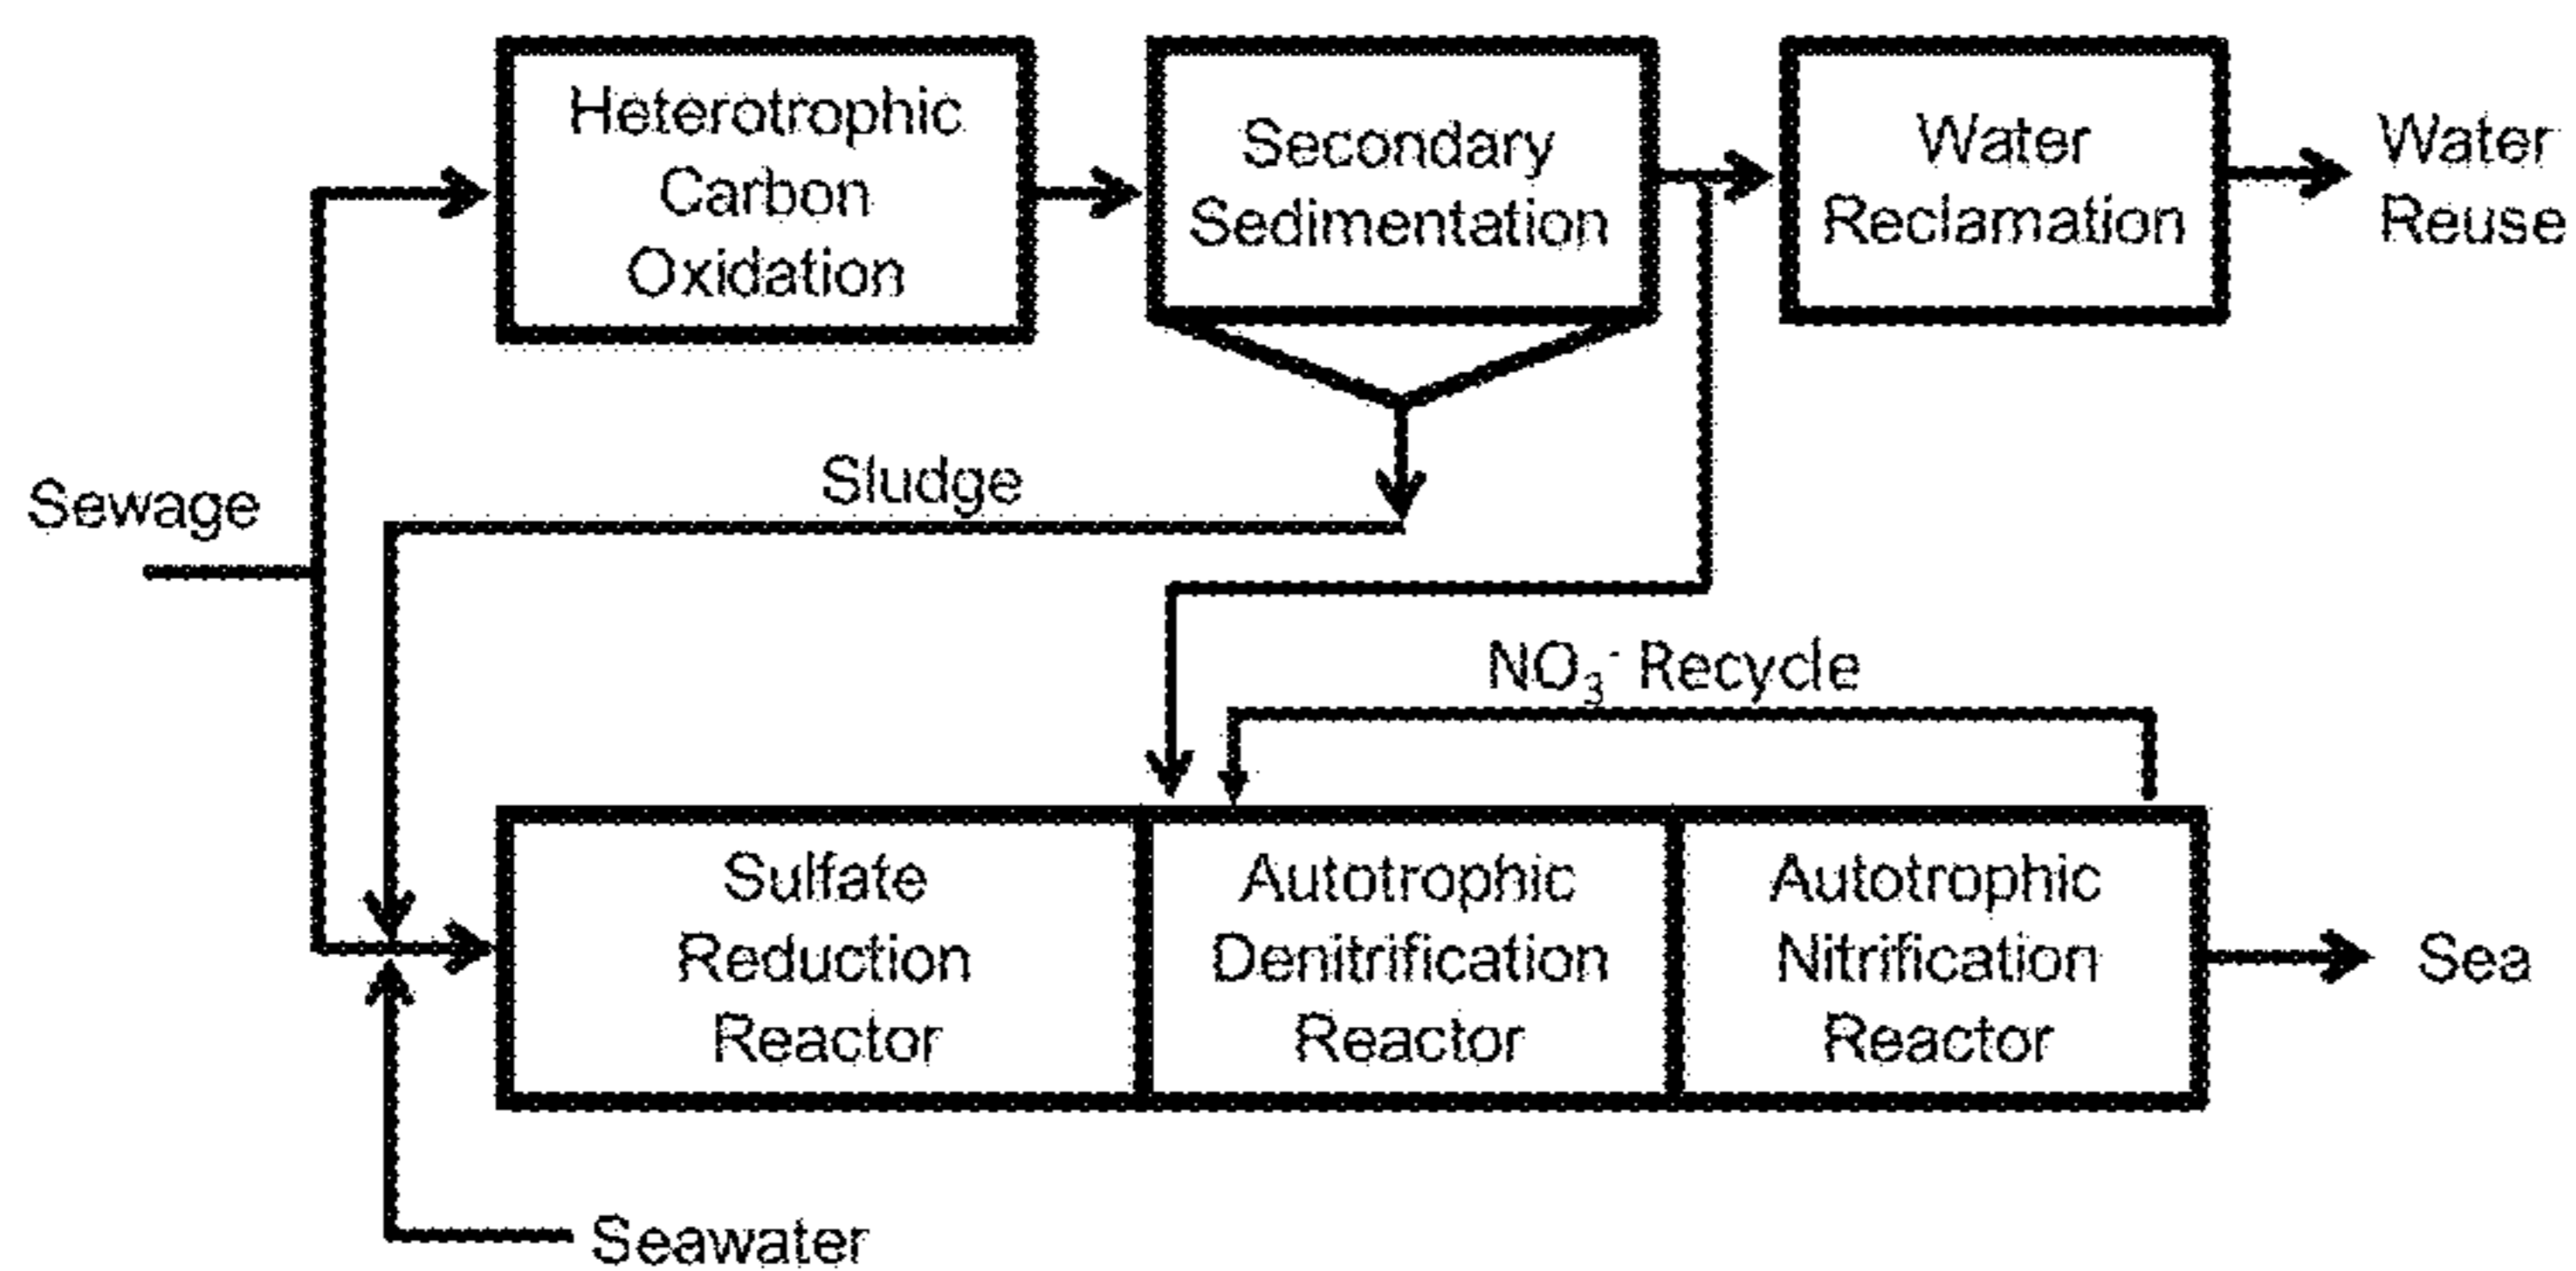 Heterotrophic
Carbon
Oxidation
Secondary
Sedimentation
Water
Reclamation
Water
Reuse
Sewage
Sludge
NO₃⁻ Recycle
Sulfate
Reduction
Reactor
Autotrophic
Denitrification
Reactor
Autotrophic
Nitrification
Reactor
Sea
Seawater